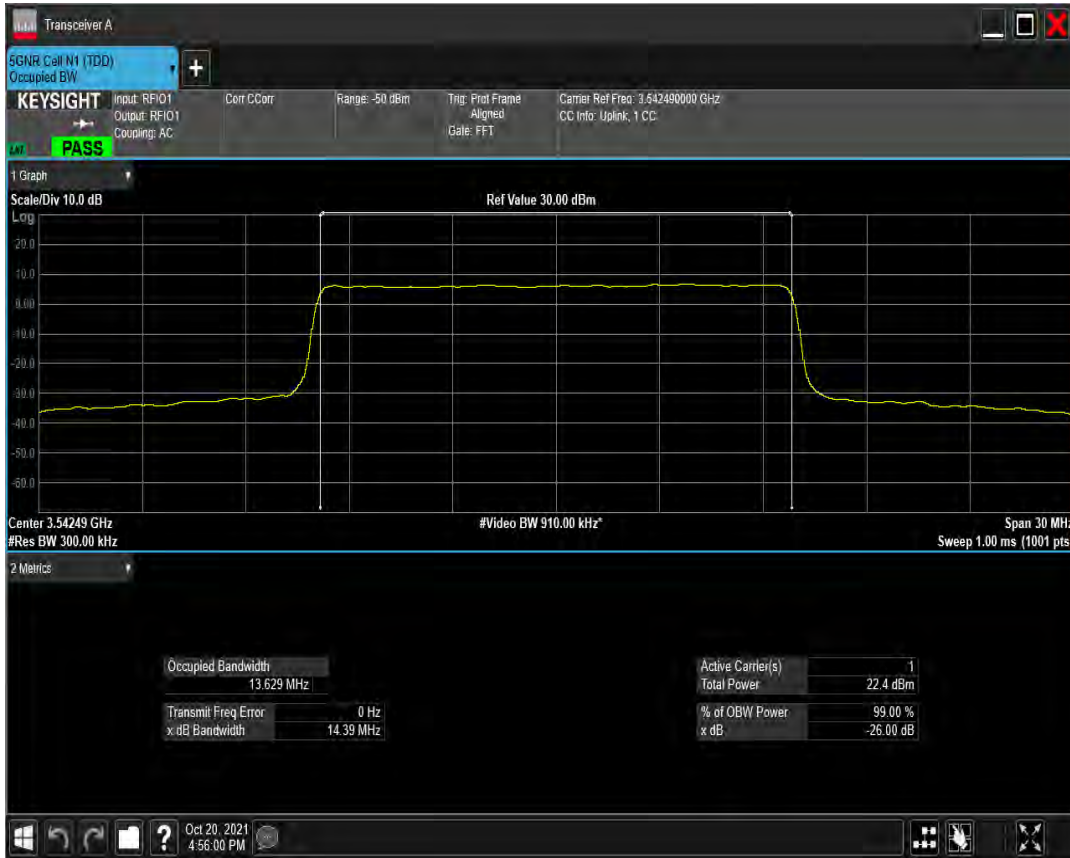 Transceiver A
5GNR Cell N1 (TDD)
Occupied BW
+
KEYSIGHT
Input: RFIO1
Output: RFIO1
Coupling: AC
Corr CCorr
Range: -50 dBm
Trig: Prot Frame
Aligned
Gate: FFT
Carrier Ref Freq: 3.542490000 GHz
CC Info: Uplink, 1 CC
PASS
1 Graph
Scale/Div 10.0 dB
Ref Value 30.00 dBm
Log
20.0
10.0
0.00
-10.0
-20.0
-30.0
-40.0
-50.0
-60.0
Center 3.54249 GHz
#Video BW 910.00 kHz*
Span 30 MHz
#Res BW 300.00 kHz
Sweep 1.00 ms (1001 pts
2 Metrics
Occupied Bandwidth
13.629 MHz
Transmit Freq Error 0 Hz
x dB Bandwidth 14.39 MHz
Active Carrier(s) 1
Total Power 22.4 dBm
% of OBW Power 99.00 %
x dB -26.00 dB
?
Oct 20, 2021
4:56:00 PM